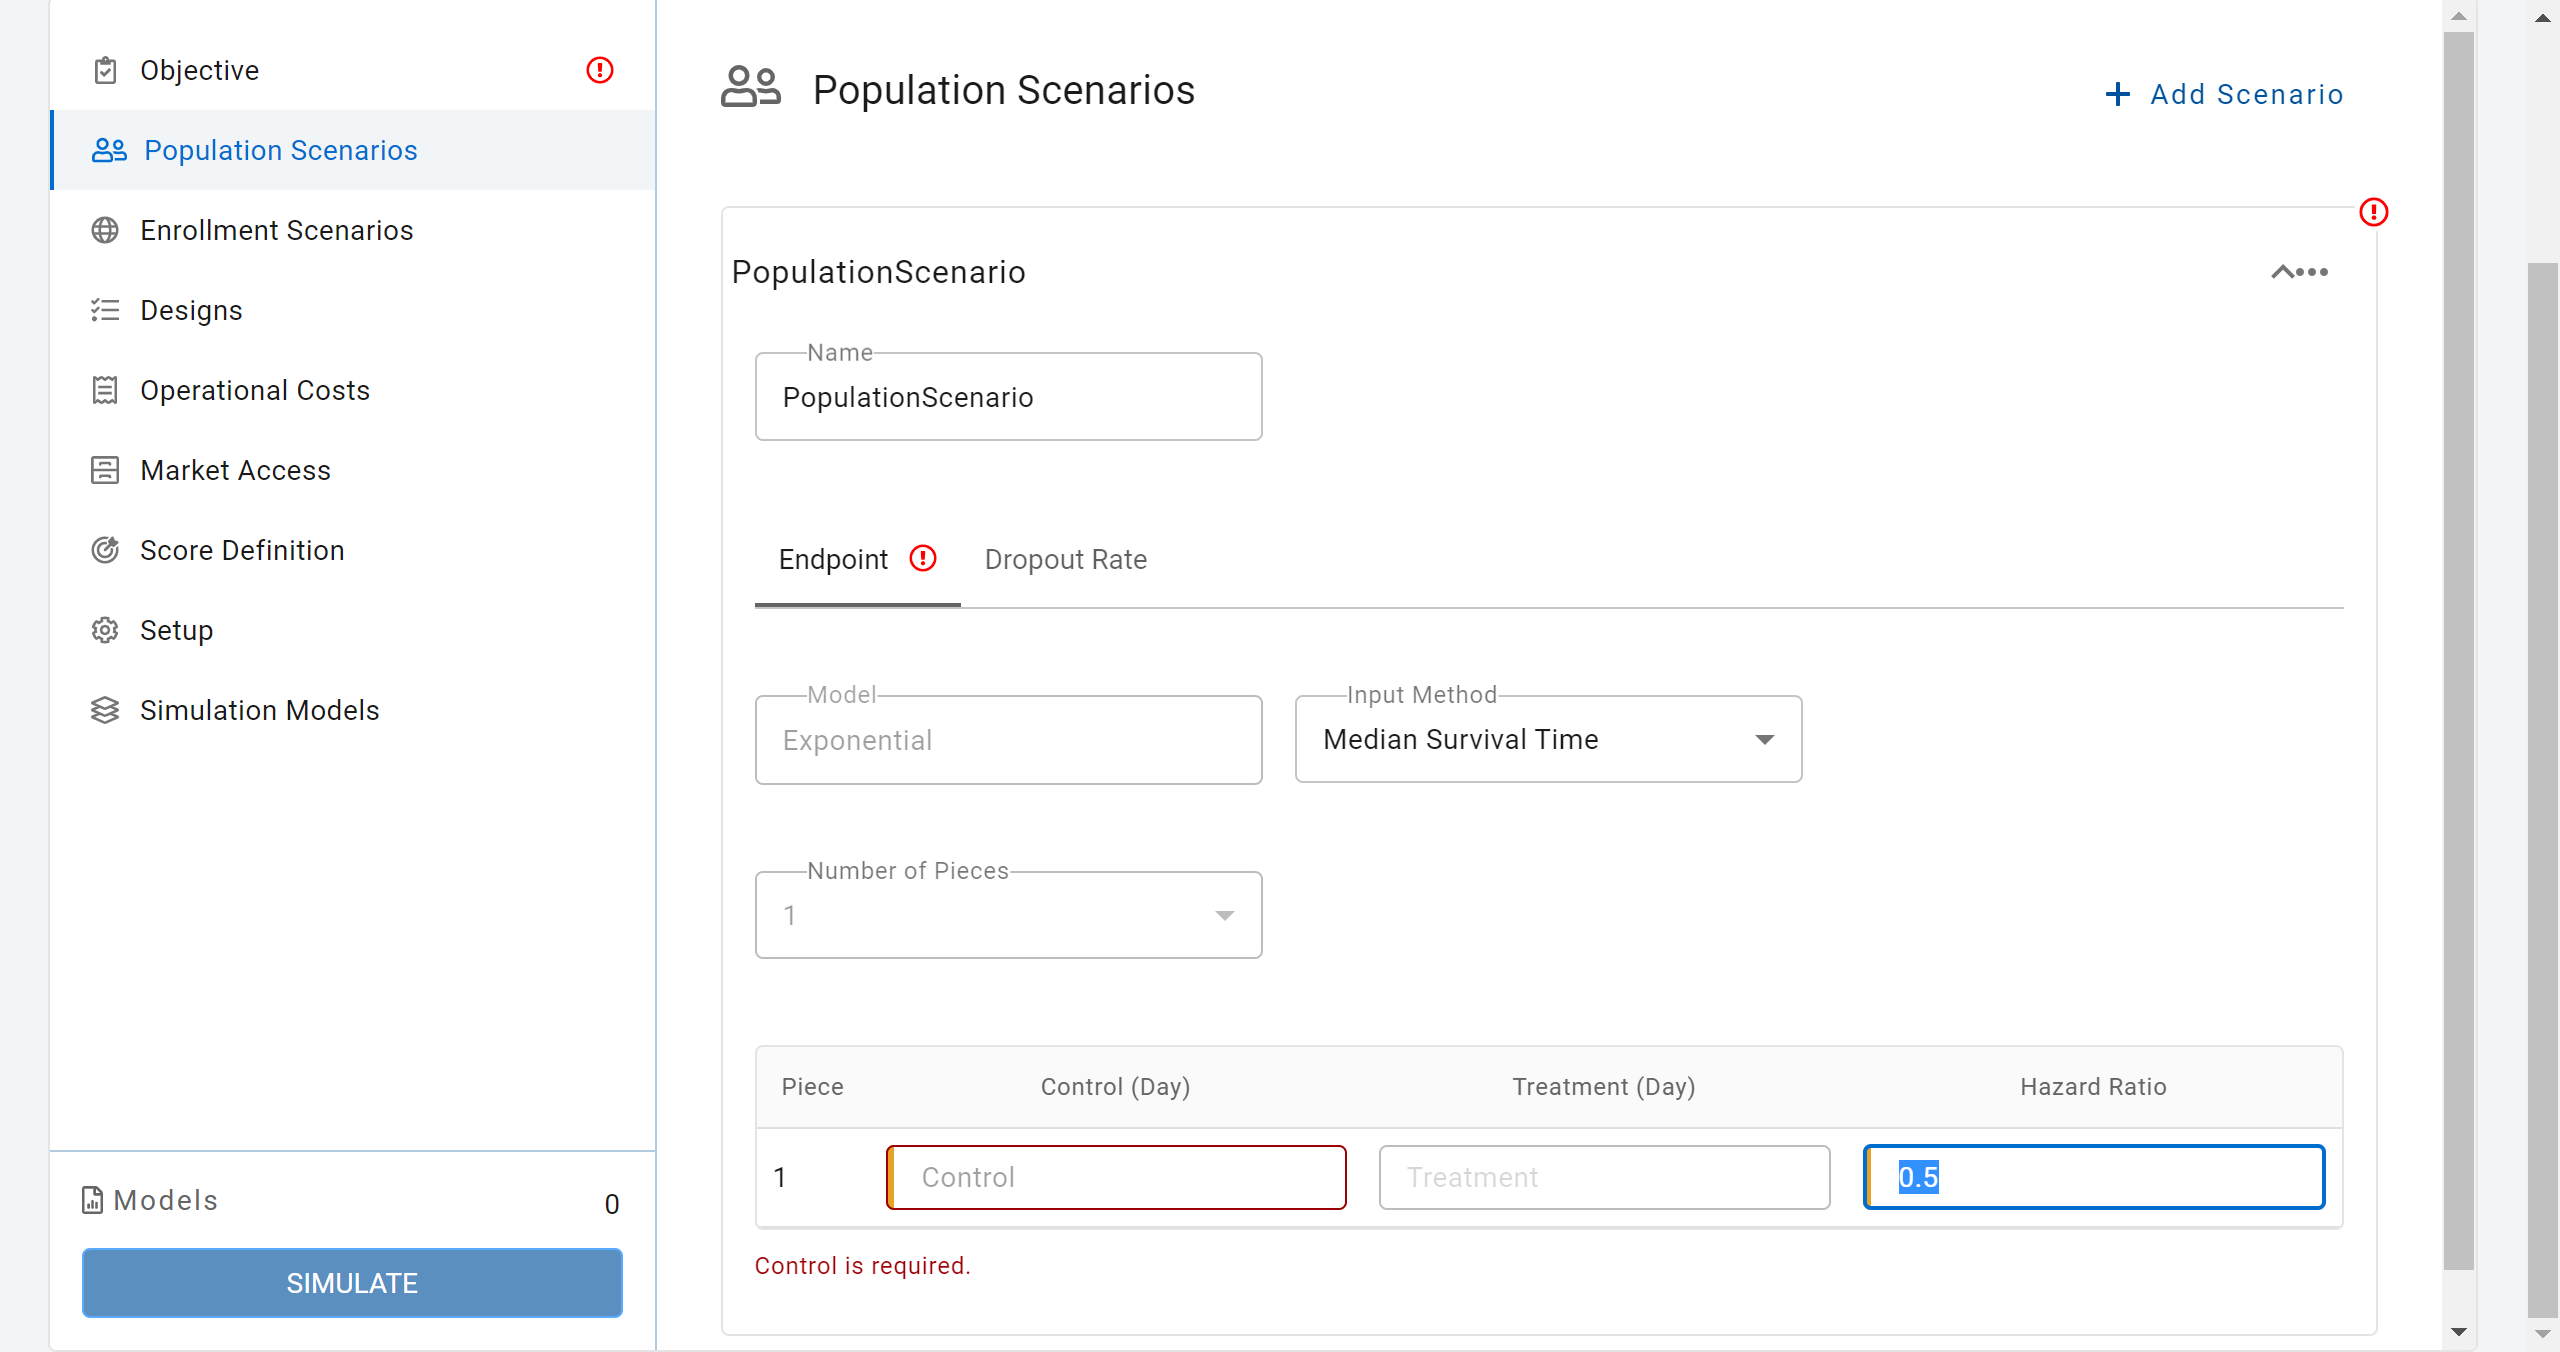 Objective
Population Scenarios
Enrollment Scenarios
Designs
Operational Costs
Market Access
Score Definition
Setup
Simulation Models
Models 0
SIMULATE
Population Scenarios
Add Scenario
PopulationScenario
Name
PopulationScenario
Endpoint Dropout Rate
Model Input Method
Exponential Median Survival Time
Number of Pieces
1
Piece Control (Day) Treatment (Day) Hazard Ratio
1 Control Treatment 0.5
Control is required.